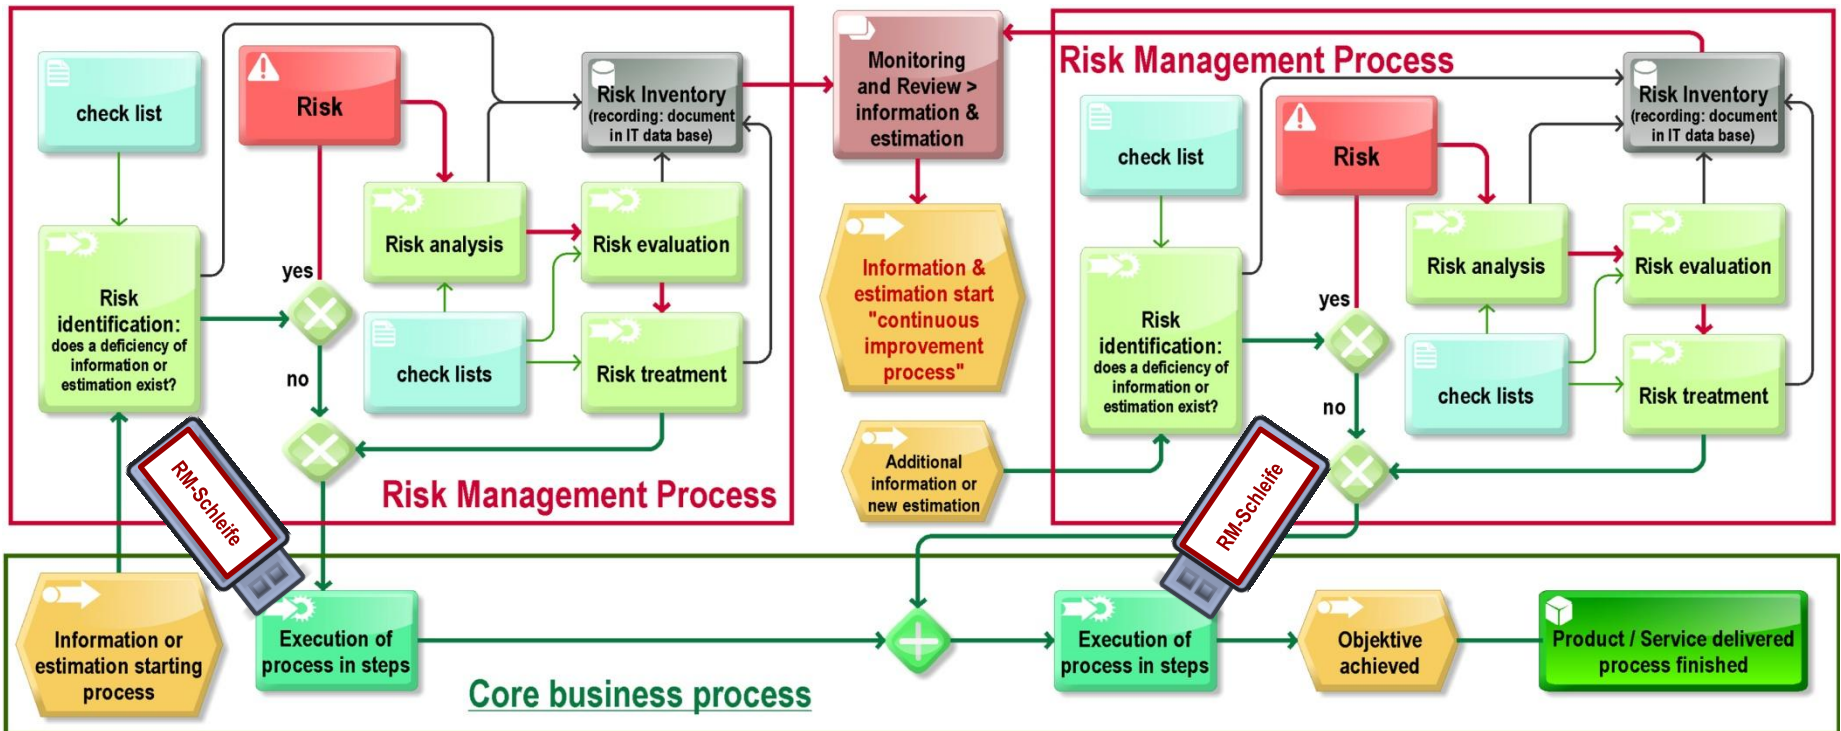 check list
Risk
Risk Inventory
(recording: document
in IT data base)
Risk analysis
Risk evaluation
Risk
identification:
does a deficiency of
information or
estimation exist?
yes
no
check lists
Risk treatment
RM-Schleife
Risk Management Process
Monitoring
and Review >
information &
estimation
Information &
estimation start
"continuous
improvement
process"
Additional
information or
new estimation
Risk Management Process
check list
Risk
Risk Inventory
(recording: document
in IT data base)
Risk analysis
Risk evaluation
Risk
identification:
does a deficiency of
information or
estimation exist?
yes
no
check lists
Risk treatment
RM-Schleife
Information or
estimation starting
process
Execution of
process in steps
Core business process
Execution of
process in steps
Objektive
achieved
Product / Service delivered
process finished